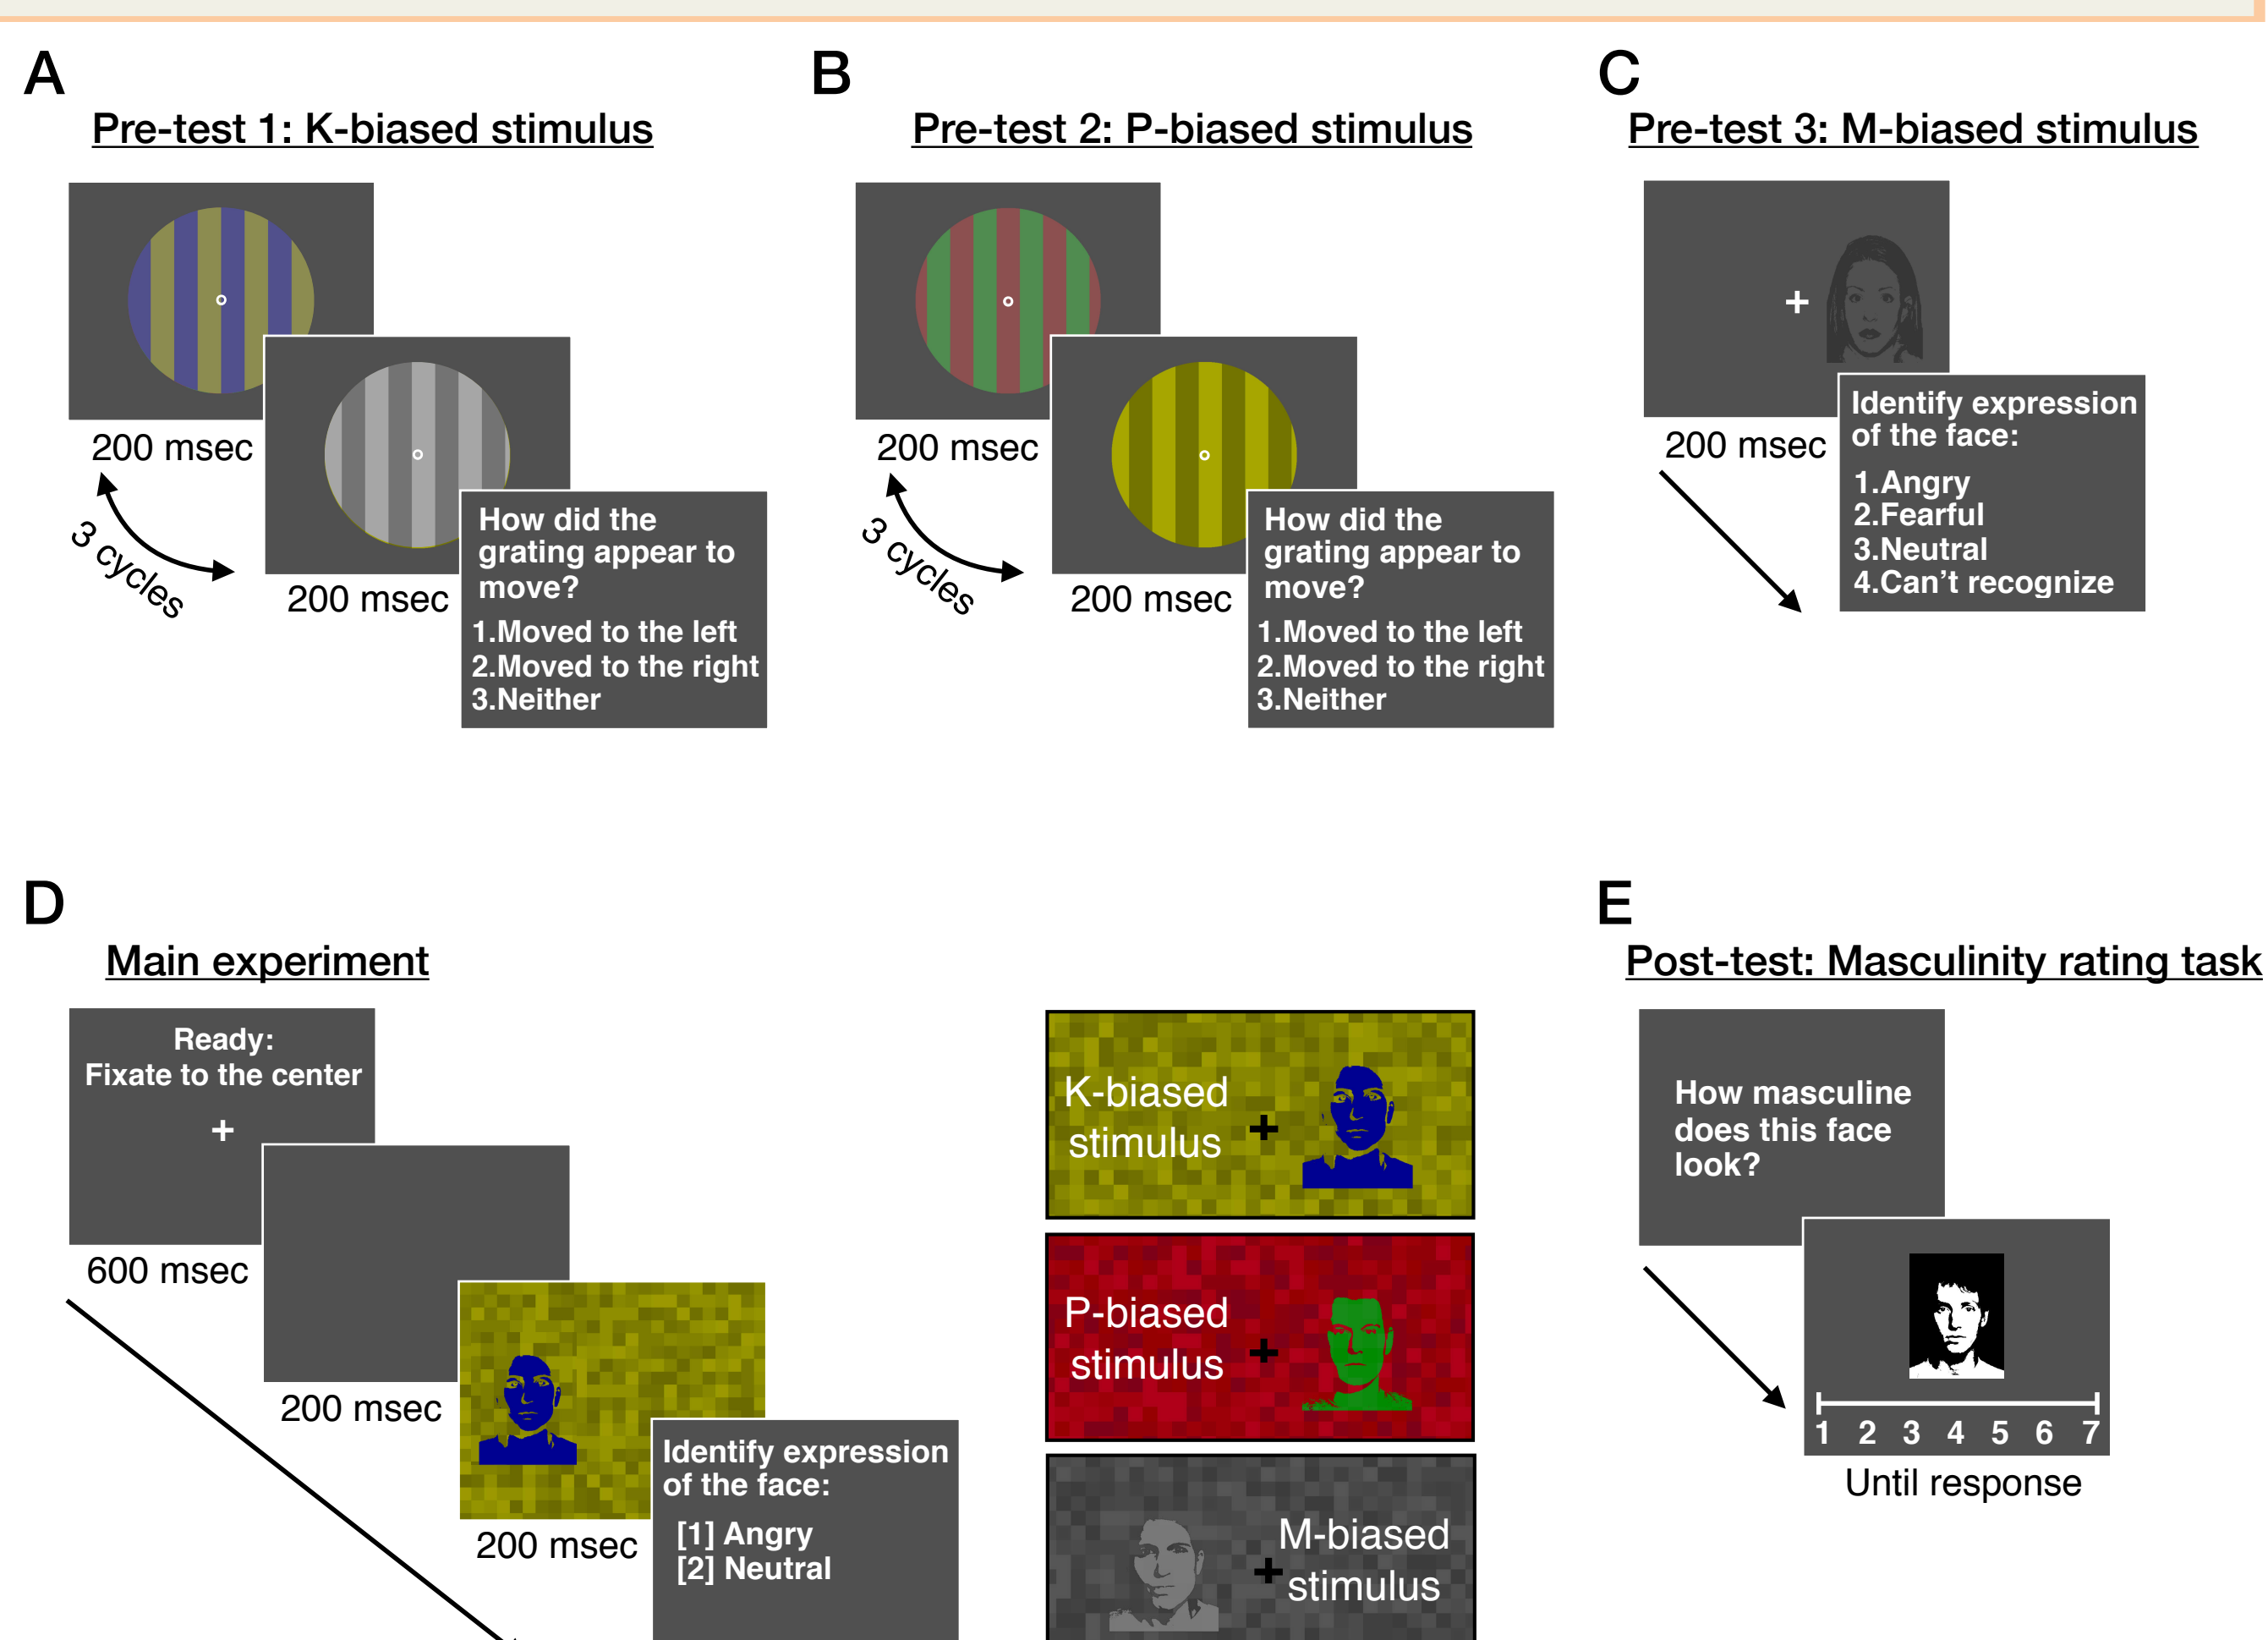 A
Pre-test 1: K-biased stimulus
200 msec
3 cycles
200 msec
How did the
grating appear to
move?
1.Moved to the left
2.Moved to the right
3.Neither
B
Pre-test 2: P-biased stimulus
200 msec
3 cycles
200 msec
How did the
grating appear to
move?
1.Moved to the left
2.Moved to the right
3.Neither
C
Pre-test 3: M-biased stimulus
+
200 msec
Identify expression
of the face:
1.Angry
2.Fearful
3.Neutral
4.Can't recognize
D
Main experiment
Ready:
Fixate to the center
+
600 msec
200 msec
200 msec
Identify expression
of the face:
[1] Angry
[2] Neutral
K-biased
stimulus
+
P-biased
stimulus
+
M-biased
stimulus
+
E
Post-test: Masculinity rating task
How masculine
does this face
look?
1 2 3 4 5 6 7
Until response